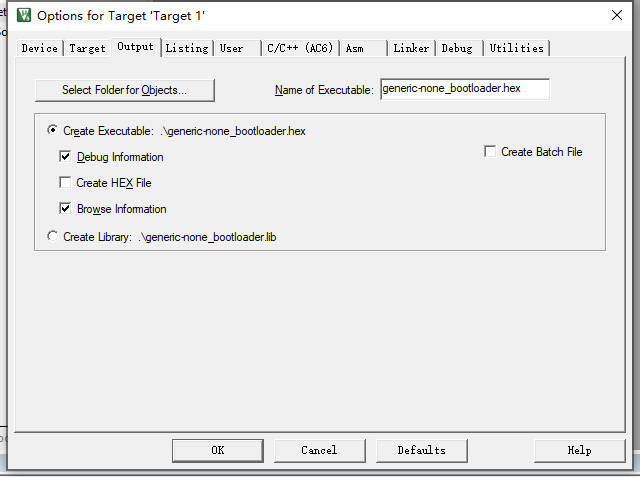 Options for Target 'Target 1'
Device Target Output Listing User C/C++ (AC6) Asm Linker Debug Utilities
Select Folder for Objects... Name of Executable: generic-none_bootloader.hex
Create Executable: .\generic-none_bootloader.hex
Debug Information
Create Batch File
Create HEX File
Browse Information
Create Library: .\generic-none_bootloader.lib
OK Cancel Defaults Help